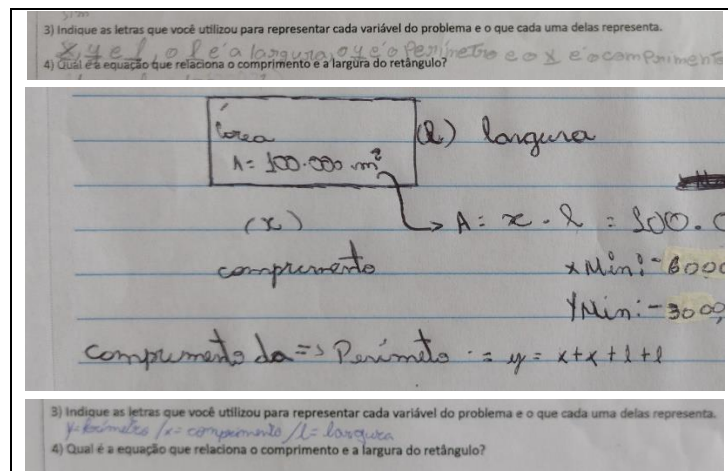 sim
3) Indique as letras que você utilizou para representar cada variável do problema e o que cada uma delas representa.
x, y e l, o l é a largura, o y é o perímetro e o x é o comprimento
4) Qual é a equação que relaciona o comprimento e a largura do retângulo?
Área
(l) largura
A = 100.000 m²
(x)
A = x . l = 100.0
comprimento
xMin: -6000
YMin: -3000
comprimento da => Perímetro = y = x + x + l + l
3) Indique as letras que você utilizou para representar cada variável do problema e o que cada uma delas representa.
y = Perímetro / x = comprimento / l = largura
4) Qual é a equação que relaciona o comprimento e a largura do retângulo?